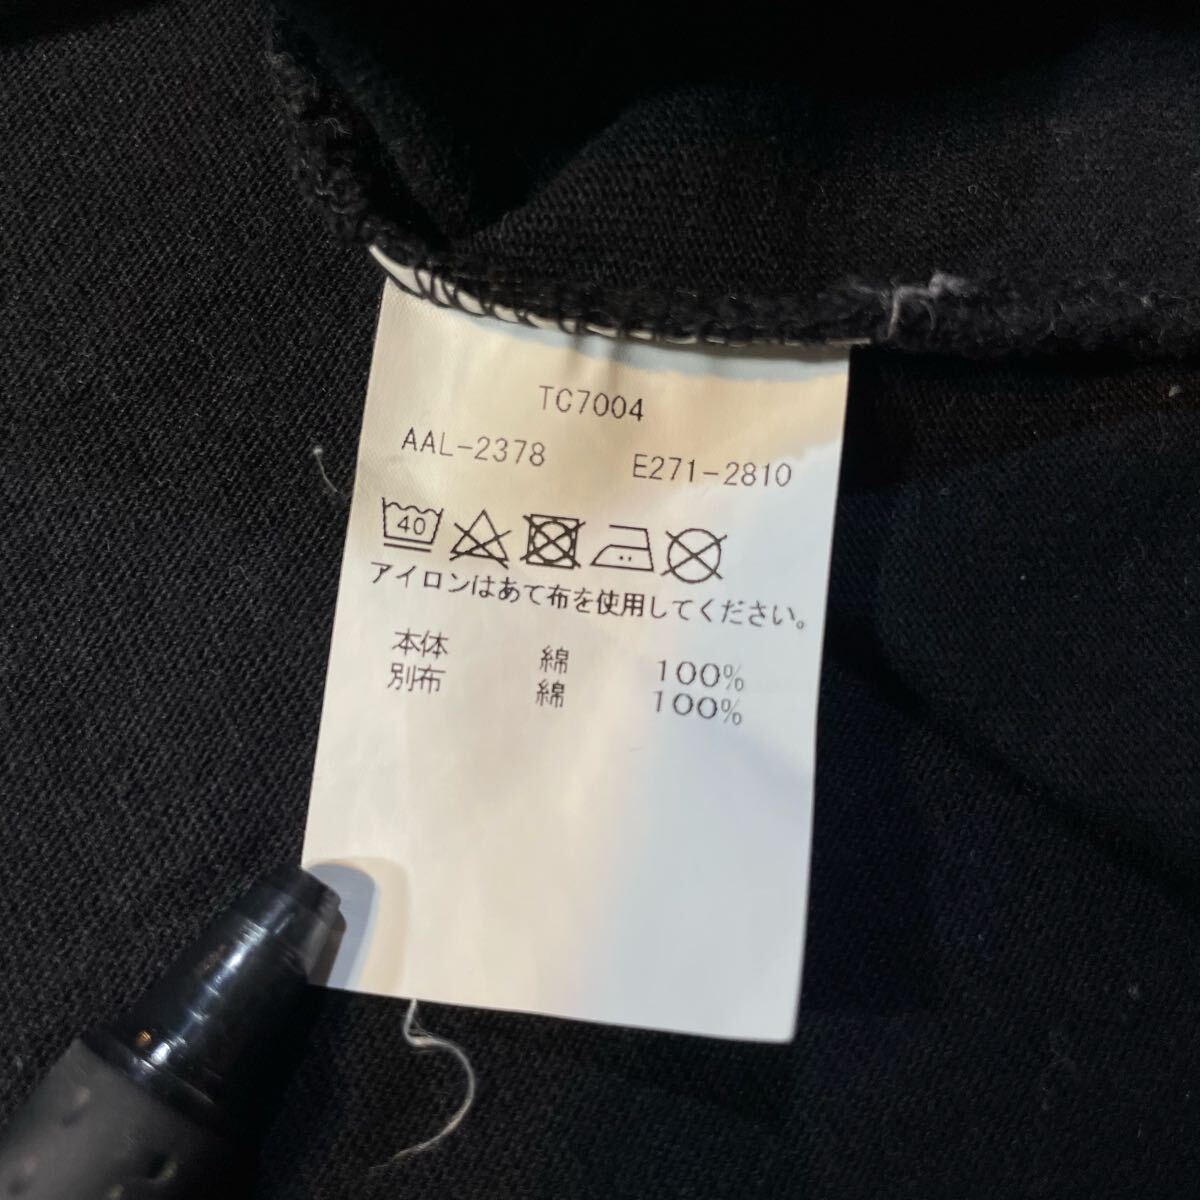 TC7004
AAL-2378 E271-2810
40
アイロンはあて布を使用してください。
本体 綿 100%
別布 綿 100%